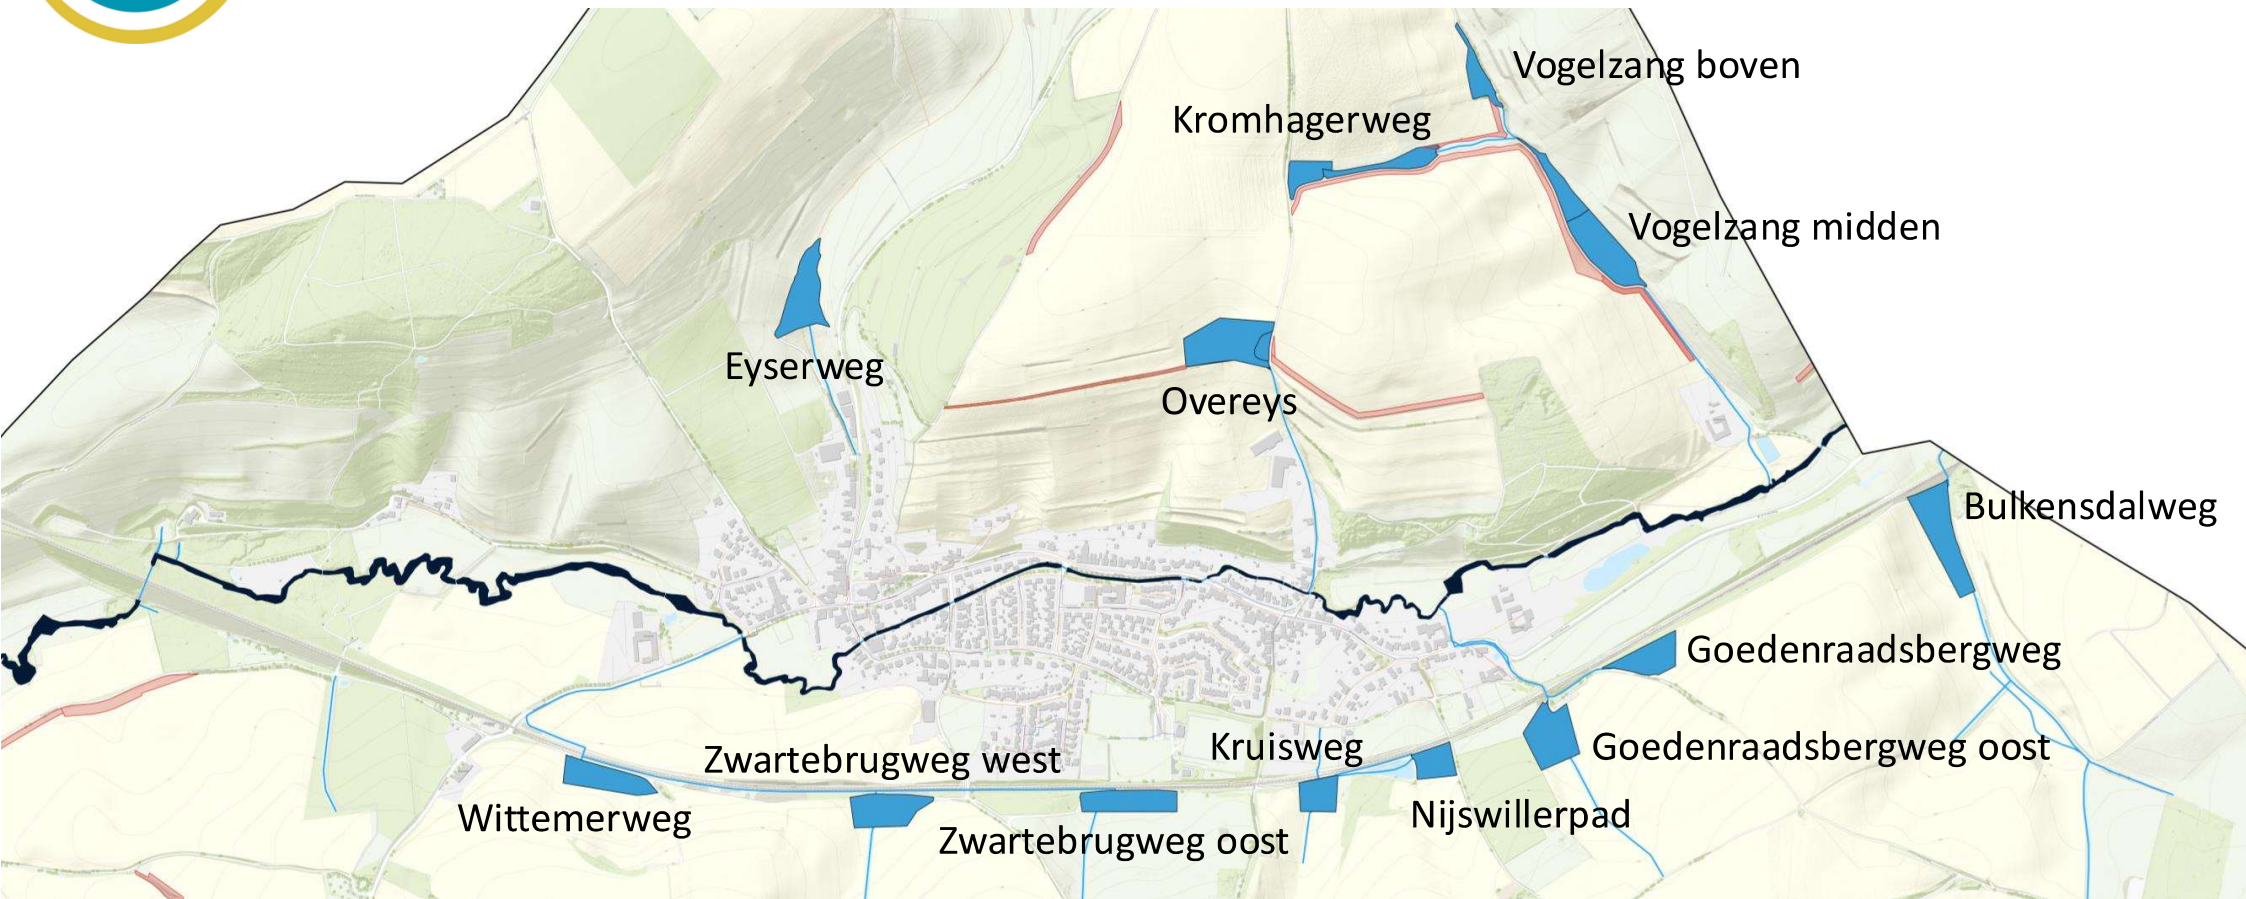 Vogelzang boven
Kromhagerweg
Vogelzang midden
Eyserweg
Overeys
Bulkensdalweg
Goedenraadsbergweg
Kruisweg
Goedenraadsbergweg oost
Zwartebrugweg west
Wittemerweg
Nijswillerpad
Zwartebrugweg oost